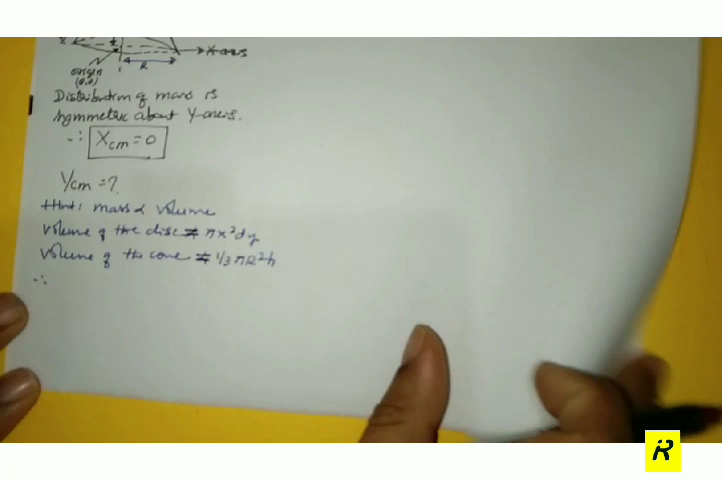 X-axis
R
origin
(0,0)
Distribution of mass is
symmetric about Y-axis.
∴ Xcm = 0
Ycm = ?
Hint: mass α volume
Volume of the disc = πx²dy
Volume of the cone = 1/3 πR²h
∴
R